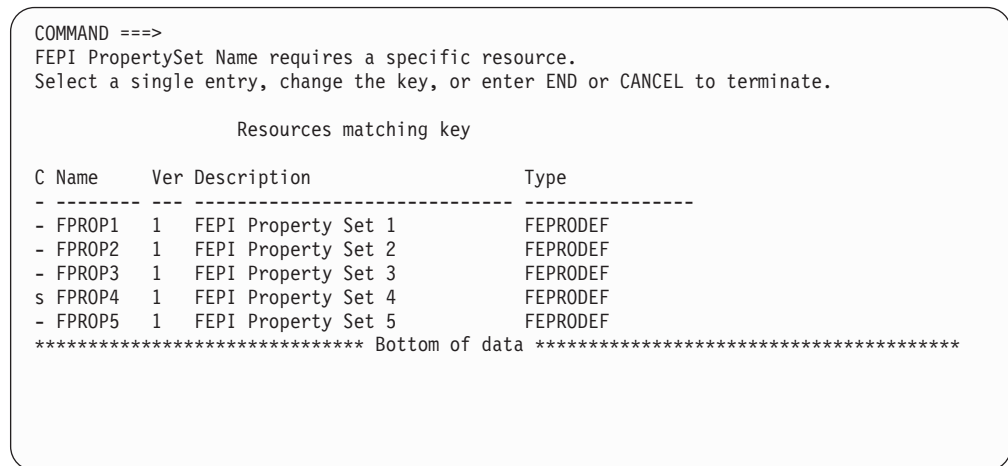 COMMAND ===>
FEPI PropertySet Name requires a specific resource.
Select a single entry, change the key, or enter END or CANCEL to terminate.
Resources matching key
C Name Ver Description Type
- -------- --- ------------------------------ ----------------
- FPROP1 1 FEPI Property Set 1 FEPRODEF
- FPROP2 1 FEPI Property Set 2 FEPRODEF
- FPROP3 1 FEPI Property Set 3 FEPRODEF
s FPROP4 1 FEPI Property Set 4 FEPRODEF
- FPROP5 1 FEPI Property Set 5 FEPRODEF
******************************* Bottom of data ****************************************